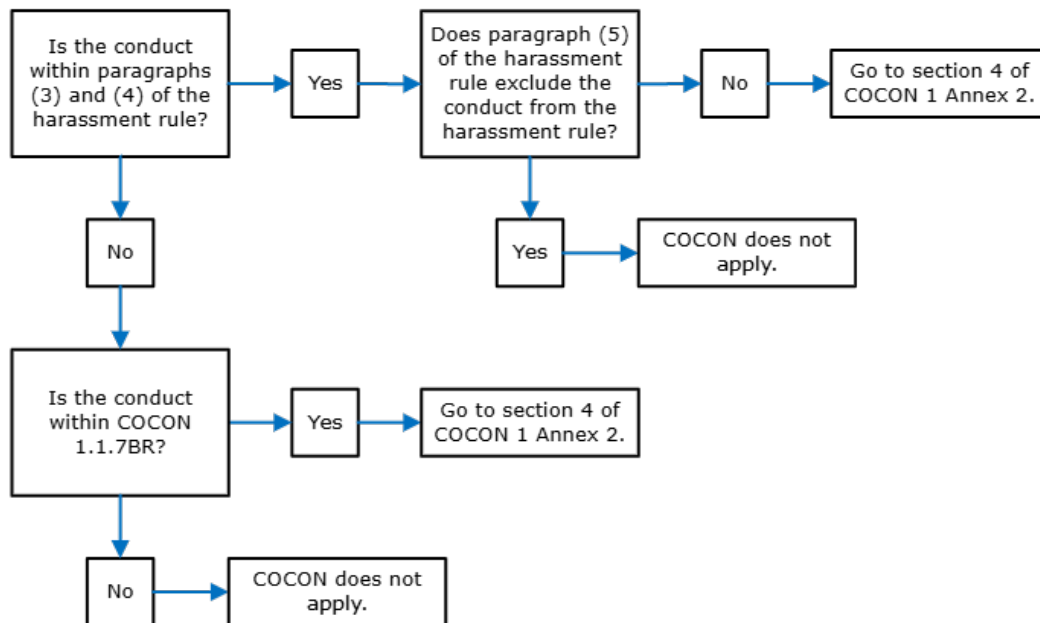 Is the conduct
within paragraphs
(3) and (4) of the
harassment rule?
Yes
Does paragraph (5)
of the harassment
rule exclude the
conduct from the
harassment rule?
No
Go to section 4 of
COCON 1 Annex 2.
No
Yes
COCON does not
apply.
Is the conduct
within COCON
1.1.7BR?
Yes
Go to section 4 of
COCON 1 Annex 2.
No
COCON does not
apply.